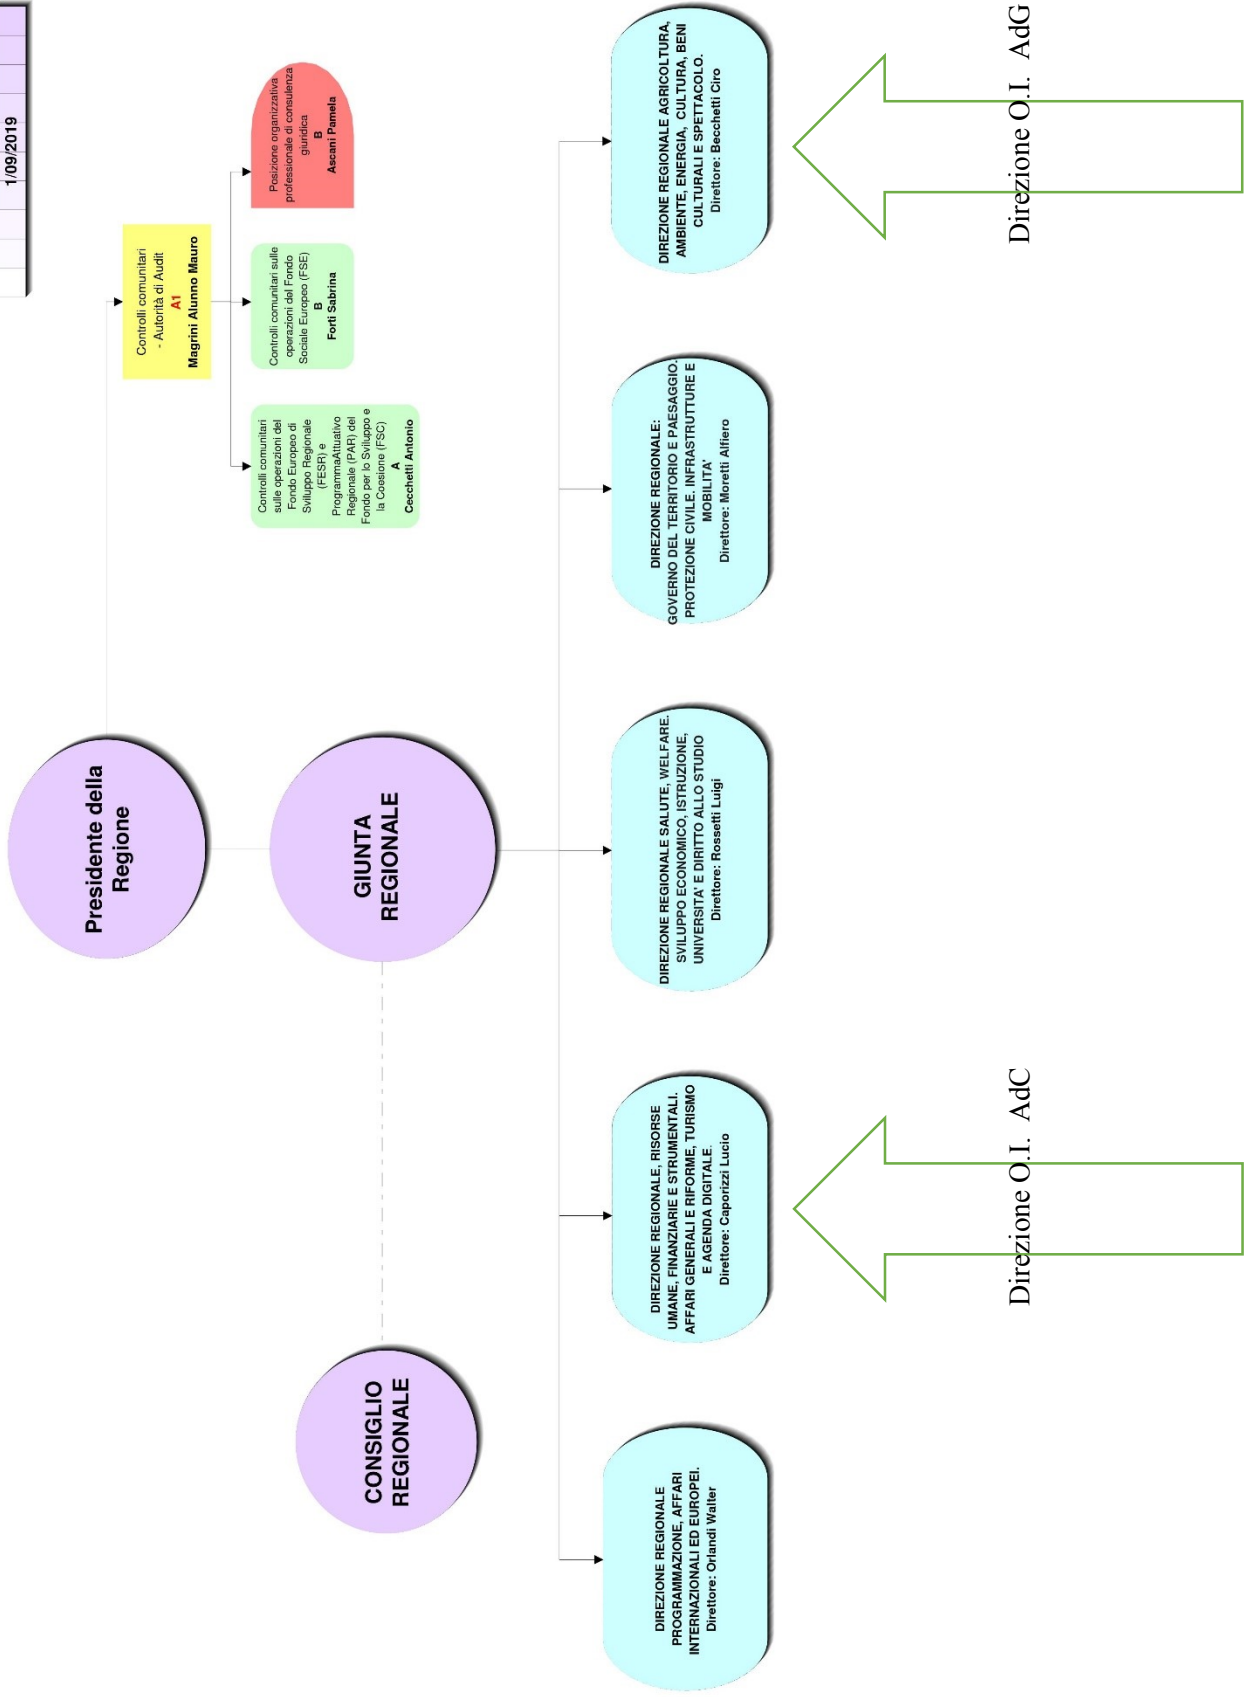 1/09/2019
Presidente della
Regione
Controlli comunitari
- Autorità di Audit
A1
Magrini Alunno Mauro
Controlli comunitari
sulle operazioni del
Fondo Europeo di
Sviluppo Regionale
(FESR) e
ProgrammaAttuativo
Regionale (PAR) del
Fondo per lo Sviluppo e
la Coesione (FSC)
A
Cecchetti Antonio
Controlli comunitari sulle
operazioni del Fondo
Sociale Europeo (FSE)
B
Forti Sabrina
Posizione organizzativa
professionale di consulenza
giuridica
B
Ascani Pamela
CONSIGLIO
REGIONALE
GIUNTA
REGIONALE
DIREZIONE REGIONALE
PROGRAMMAZIONE, AFFARI
INTERNAZIONALI ED EUROPEI.
Direttore: Orlandi Walter
DIREZIONE REGIONALE, RISORSE
UMANE, FINANZIARIE E STRUMENTALI.
AFFARI GENERALI E RIFORME, TURISMO
E AGENDA DIGITALE.
Direttore: Caporizzi Lucio
DIREZIONE REGIONALE SALUTE, WELFARE.
SVILUPPO ECONOMICO, ISTRUZIONE,
UNIVERSITA' E DIRITTO ALLO STUDIO
Direttore: Rossetti Luigi
DIREZIONE REGIONALE:
GOVERNO DEL TERRITORIO E PAESAGGIO.
PROTEZIONE CIVILE. INFRASTRUTTURE E
MOBILITA'
Direttore: Moretti Alfiero
DIREZIONE REGIONALE AGRICOLTURA,
AMBIENTE, ENERGIA, CULTURA, BENI
CULTURALI E SPETTACOLO.
Direttore: Becchetti Ciro
Direzione O.I. AdC
Direzione O.I. AdG